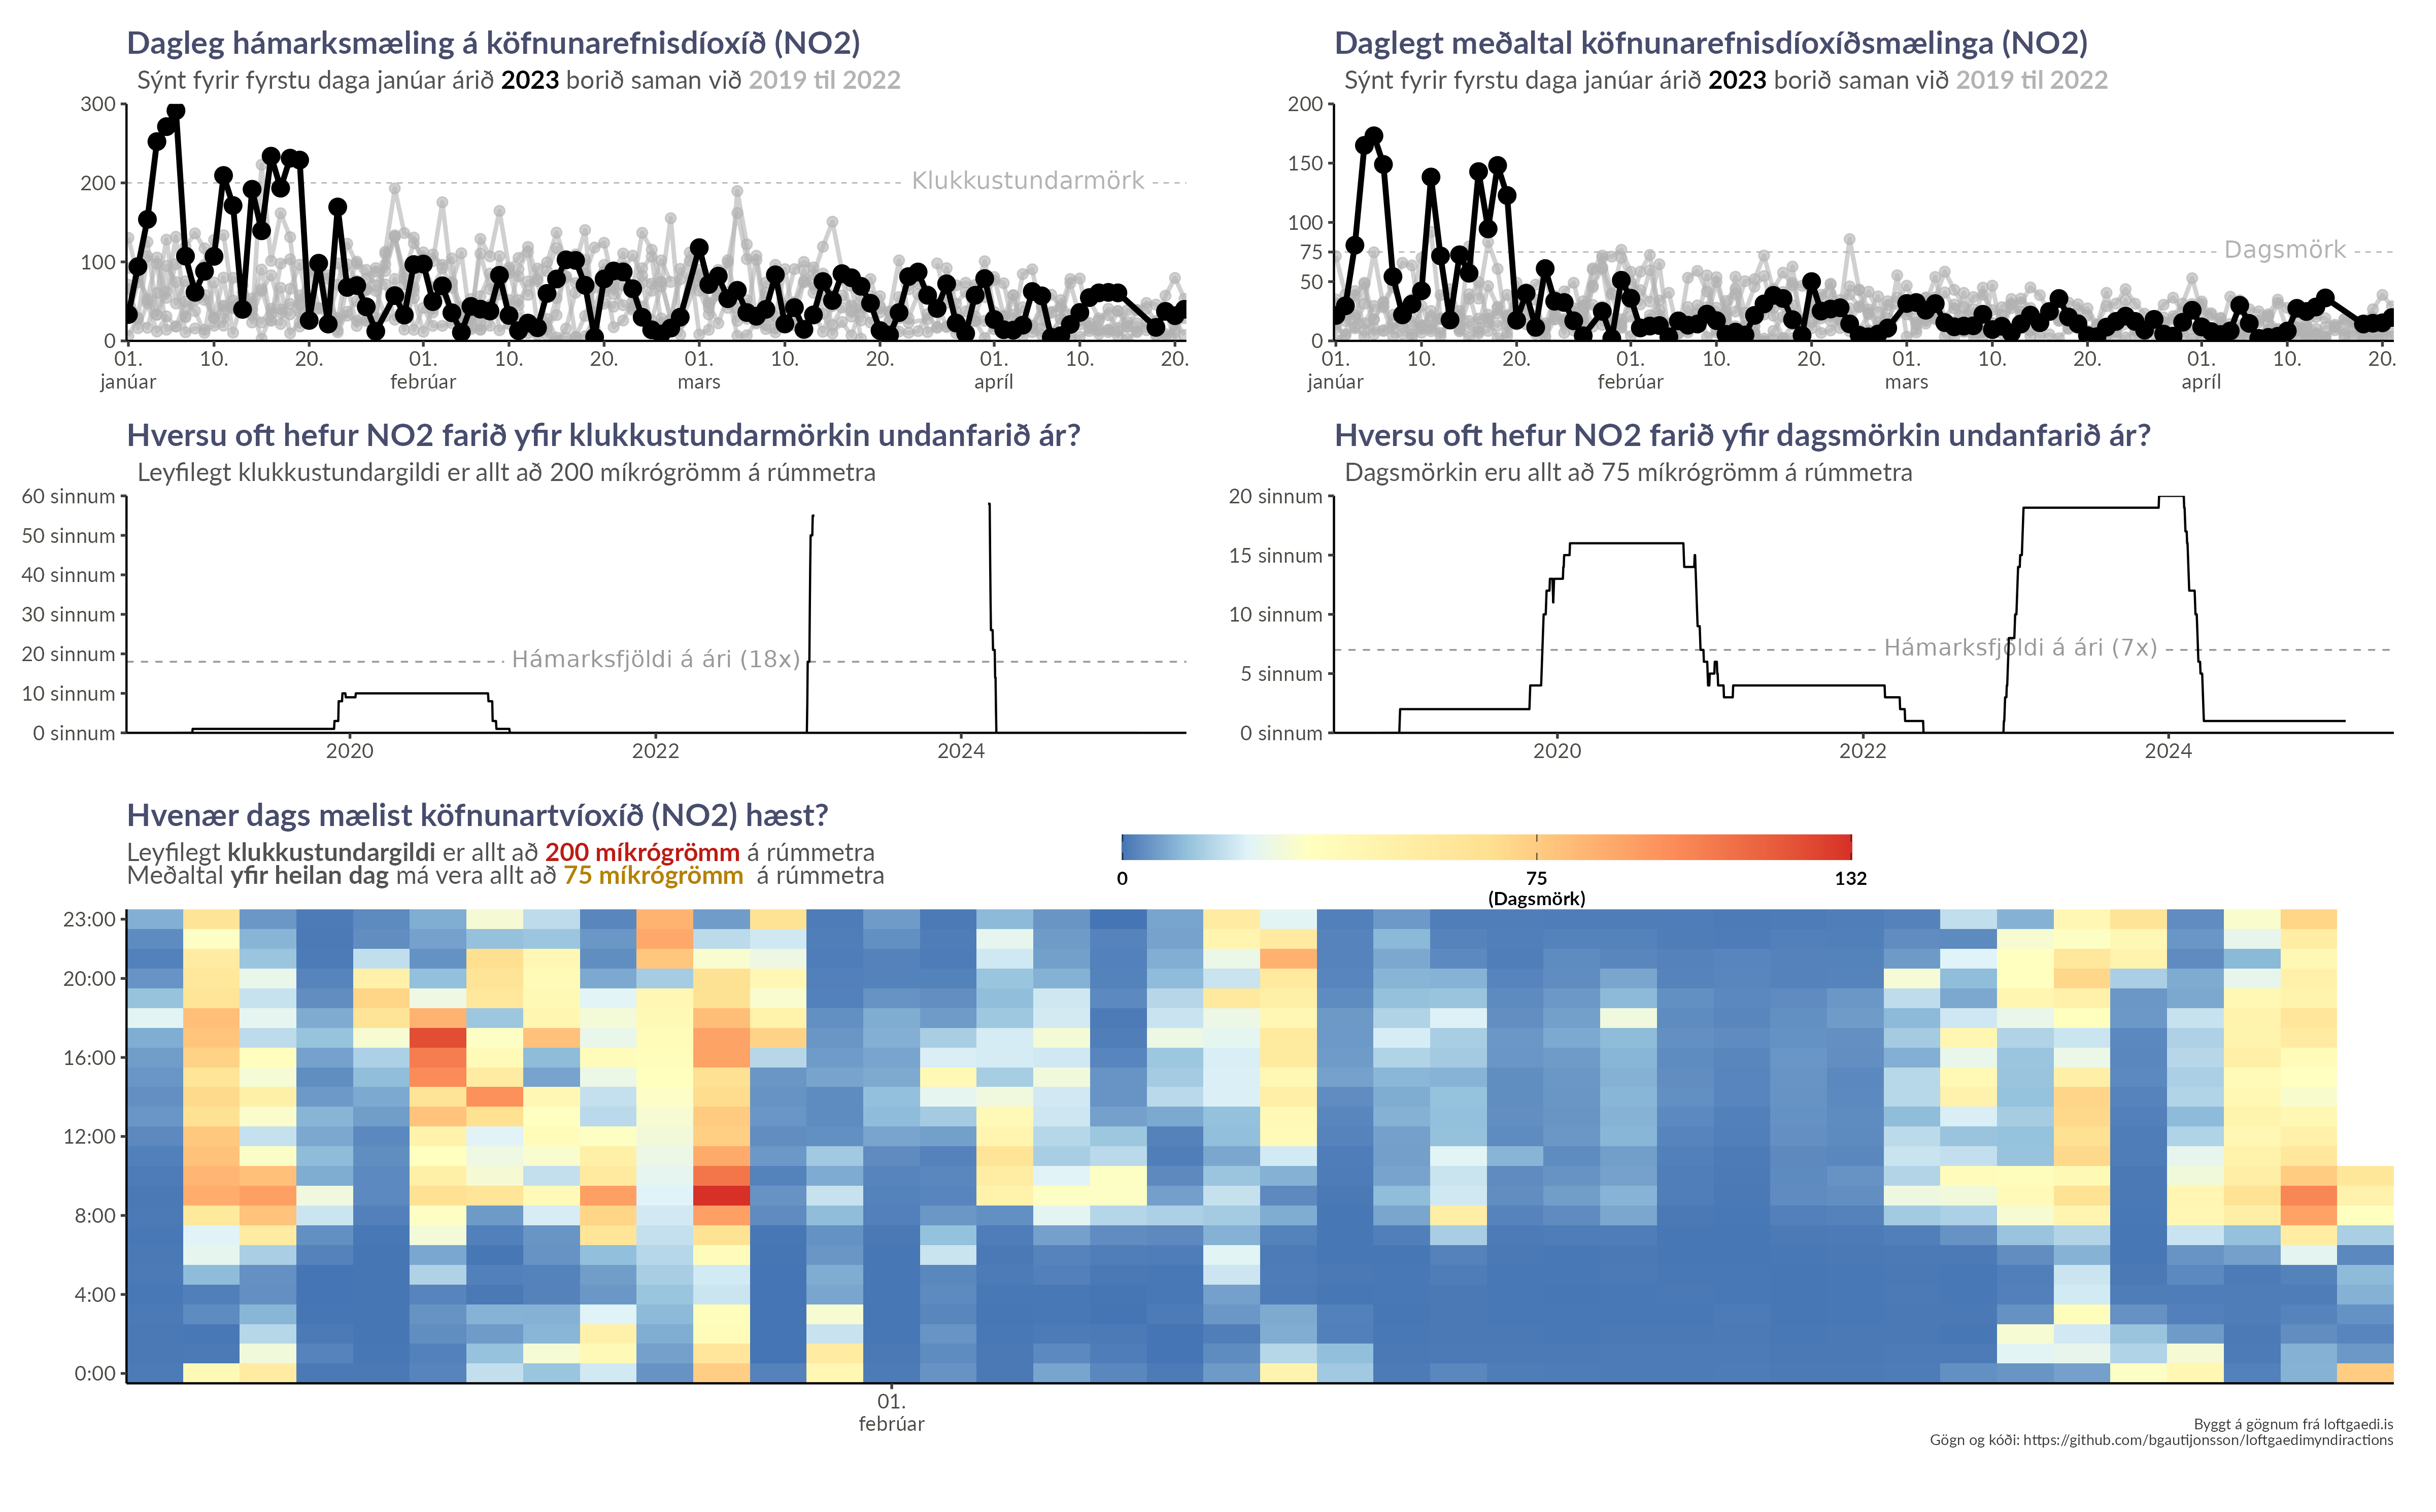 Dagleg hámarksmæling á köfnunarefnisdíoxíð (NO2)
Sýnt fyrir fyrstu daga janúar árið 2023 borið saman við 2019 til 2022
300
200
100
0
Klukkustundarmörk
01. 10. 20. 01. 10. 20. 01. 10. 20. 01. 10. 20.
janúar febrúar mars apríl
Daglegt meðaltal köfnunarefnisdíoxíðsmælinga (NO2)
Sýnt fyrir fyrstu daga janúar árið 2023 borið saman við 2019 til 2022
200
150
100
75
50
0
Dagsmörk
01. 10. 20. 01. 10. 20. 01. 10. 20. 01. 10. 20.
janúar febrúar mars apríl
Hversu oft hefur NO2 farið yfir klukkustundarmörkin undanfarið ár?
Leyfilegt klukkustundargildi er allt að 200 míkrógrömm á rúmmetra
60 sinnum
50 sinnum
40 sinnum
30 sinnum
20 sinnum
10 sinnum
0 sinnum
Hámarksfjöldi á ári (18x)
2020 2022 2024
Hversu oft hefur NO2 farið yfir dagsmörkin undanfarið ár?
Dagsmörkin eru allt að 75 míkrógrömm á rúmmetra
20 sinnum
15 sinnum
10 sinnum
5 sinnum
0 sinnum
Hámarksfjöldi á ári (7x)
2020 2022 2024
Hvenær dags mælist köfnunartvíoxíð (NO2) hæst?
Leyfilegt klukkustundargildi er allt að 200 míkrógrömm á rúmmetra
Meðaltal yfir heilan dag má vera allt að 75 míkrógrömm á rúmmetra
0 75 132
(Dagsmörk)
23:00
20:00
16:00
12:00
8:00
4:00
0:00
01.
febrúar
Byggt á gögnum frá loftgaedi.is
Gögn og kóði: https://github.com/bgautijonsson/loftgaedimyndiractions